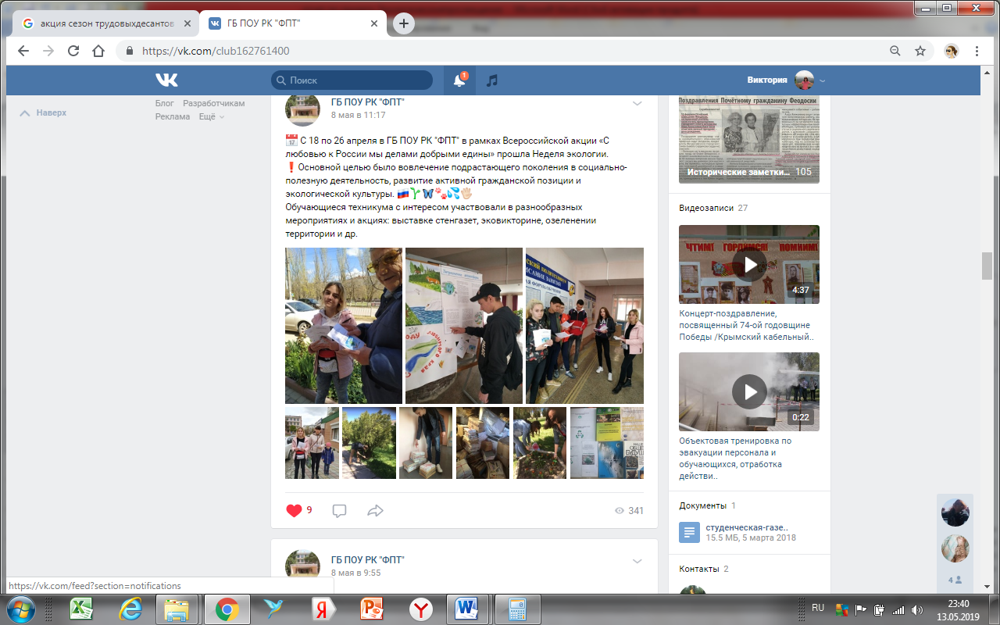 акция сезон трудовыхдесантов
ГБ ПОУ РК "ФПТ"
https://vk.com/club162761400
Поиск
1
Виктория
Наверх
Блог Разработчикам
Реклама Ещё
ГБ ПОУ РК "ФПТ"
8 мая в 11:17
С 18 по 26 апреля в ГБ ПОУ РК "ФПТ" в рамках Всероссийской акции «С
любовью к России мы делами добрыми едины» прошла Неделя экологии.
❗Основной целью было вовлечение подрастающего поколения в социально-
полезную деятельность, развитие активной гражданской позиции и
экологической культуры.
Обучающиеся техникума с интересом участвовали в разнообразных
мероприятиях и акциях: выставке стенгазет, эковикторине, озеленении
территории и др.
ПИСАНИЕ ЗАНЯТИЙ
любимого края
9
341
ГБ ПОУ РК "ФПТ"
8 мая в 9:55
Поздравления Почётному гражданину Феодосии
Исторические заметки... 105
Видеозаписи 27
ЧТИМ! ГОРДИМСЯ! ПОМНИМ!
4:37
Концерт-поздравление,
посвященный 74-ой годовщине
Победы /Крымский кабельный..
0:22
Объектовая тренировка по
эвакуации персонала и
обучающихся, отработка
действи..
Документы 1
студенческая-газе..
15.5 МБ, 5 марта 2018
Контакты 2
4
https://vk.com/feed?section=notifications
RU
23:40
13.05.2019